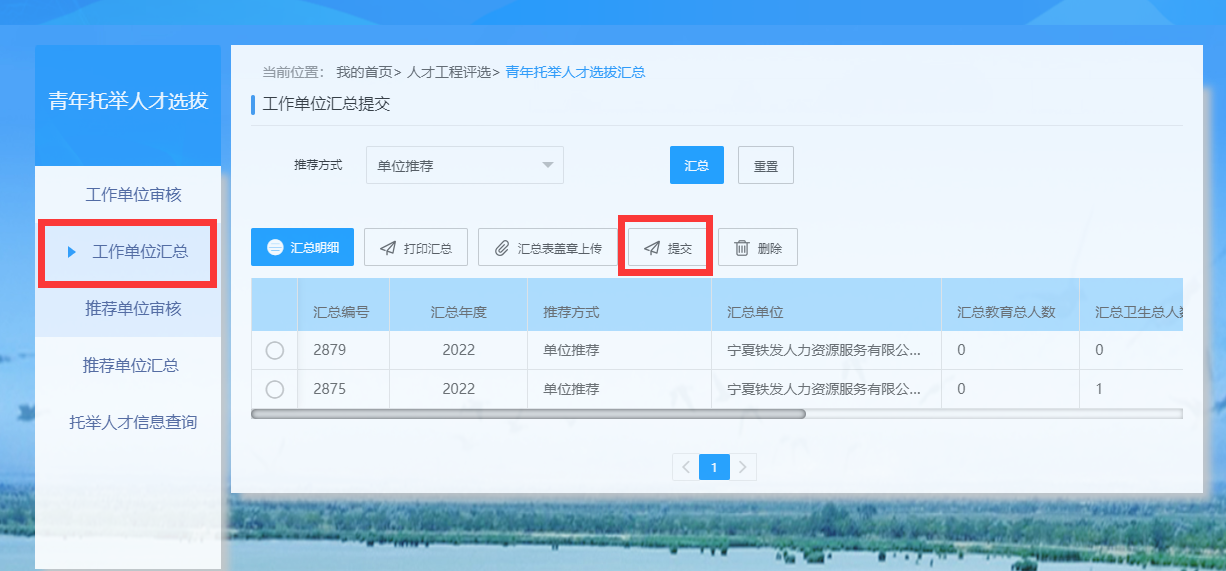 青年托举人才选拔
工作单位审核
工作单位汇总
推荐单位审核
推荐单位汇总
托举人才信息查询
当前位置: 我的首页> 人才工程评选> 青年托举人才选拔汇总
工作单位汇总提交
推荐方式 单位推荐 汇总 重置
汇总明细 打印汇总 汇总表盖章上传 提交 删除
汇总编号 汇总年度 推荐方式 汇总单位 汇总教育总人数 汇总卫生总人数
2879 2022 单位推荐 宁夏铁发人力资源服务有限公... 0 0
2875 2022 单位推荐 宁夏铁发人力资源服务有限公... 0 1
1